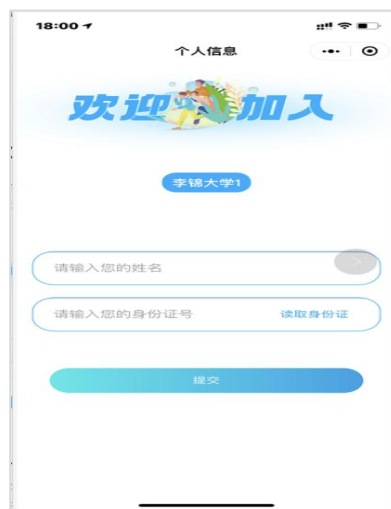 18:00
个人信息
欢迎加入
李锦大学1
请输入您的姓名
请输入您的身份证号
读取身份证
提交